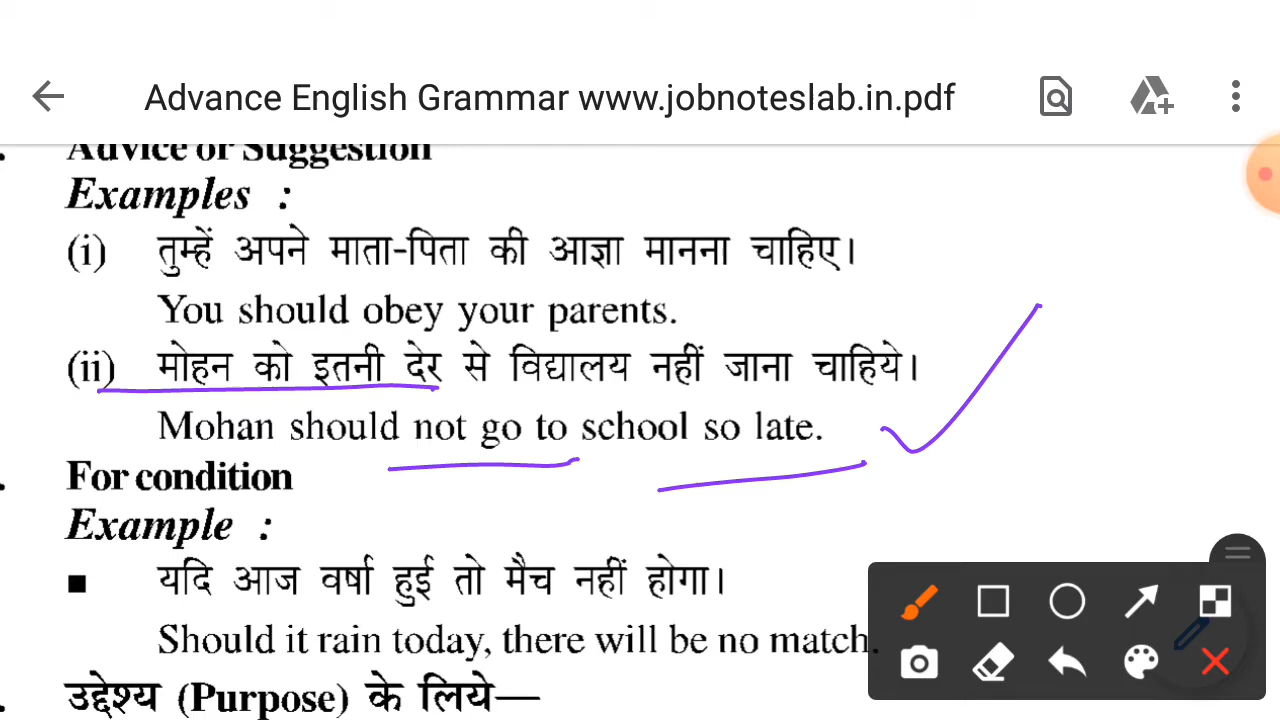 Advance English Grammar www.jobnoteslab.in.pdf
. Advice or Suggestion
Examples :
(i) तुम्हें अपने माता-पिता की आज्ञा मानना चाहिए।
You should obey your parents.
(ii) मोहन को इतनी देर से विद्यालय नहीं जाना चाहिये।
Mohan should not go to school so late.
. For condition
Example :
■ यदि आज वर्षा हुई तो मैच नहीं होगा।
Should it rain today, there will be no match.
. उद्देश्य (Purpose) के लिये—